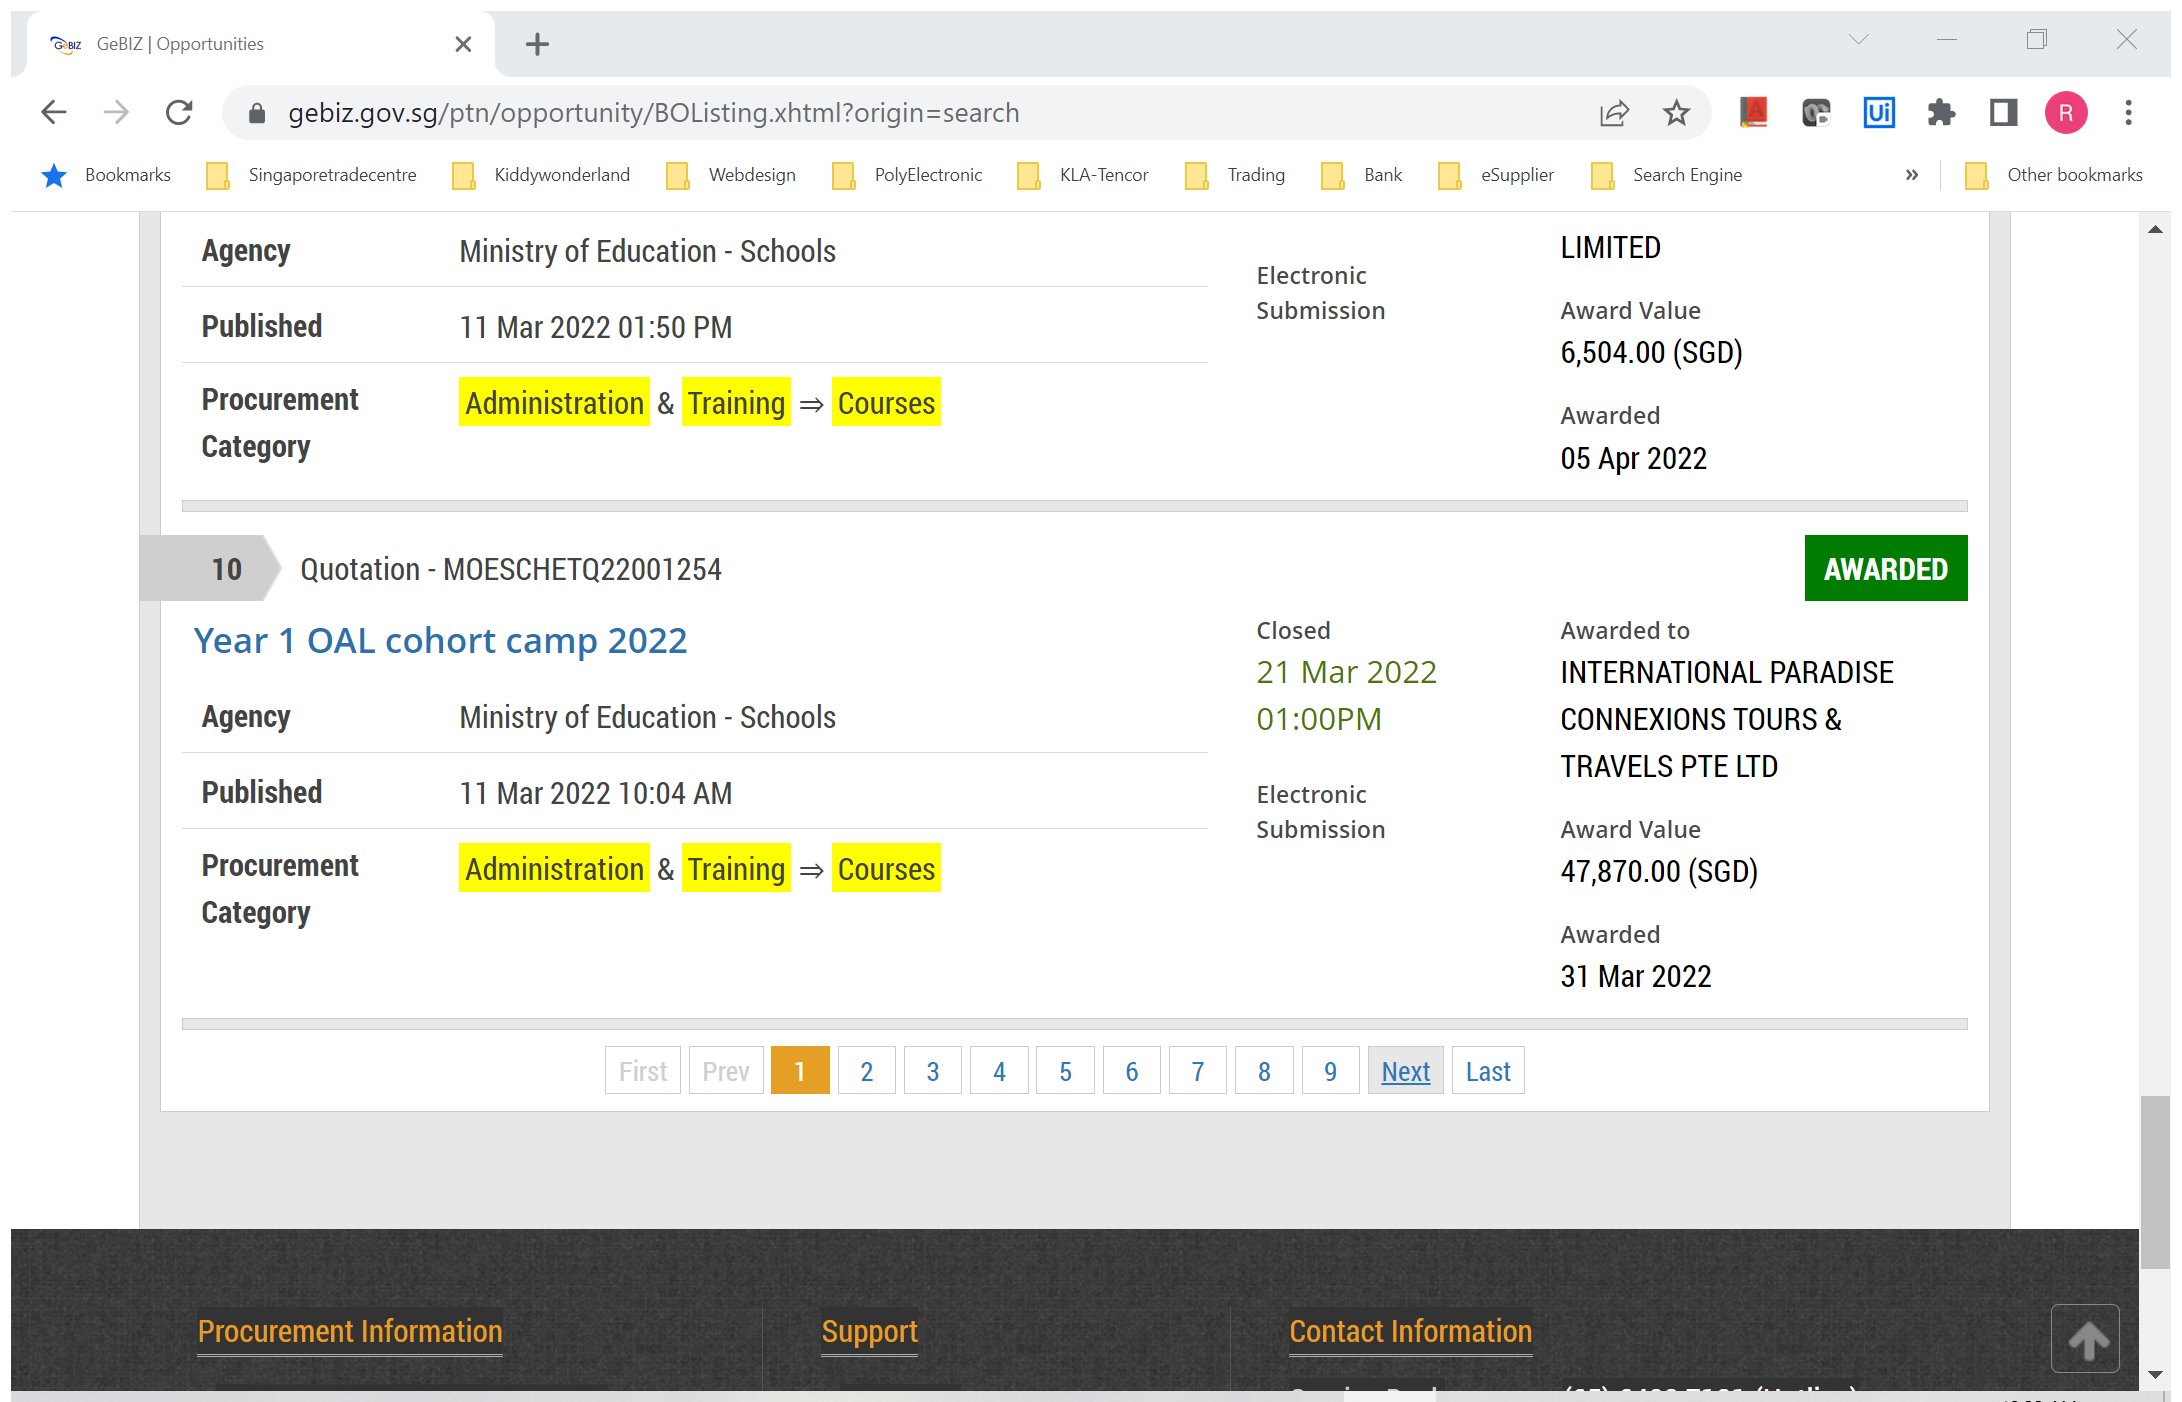 GeBIZ | Opportunities
gebiz.gov.sg/ptn/opportunity/BOListing.xhtml?origin=search
Ui
R
Bookmarks
Singaporetradecentre
Kiddywonderland
Webdesign
PolyElectronic
KLA-Tencor
Trading
Bank
eSupplier
Search Engine
»
Other bookmarks
Agency
Ministry of Education - Schools
Published
11 Mar 2022 01:50 PM
Procurement
Category
Administration & Training ⇒ Courses
Electronic
Submission
LIMITED
Award Value
6,504.00 (SGD)
Awarded
05 Apr 2022
10
Quotation - MOESCHETQ22001254
AWARDED
Year 1 OAL cohort camp 2022
Agency
Ministry of Education - Schools
Published
11 Mar 2022 10:04 AM
Procurement
Category
Administration & Training ⇒ Courses
Closed
21 Mar 2022
01:00PM
Electronic
Submission
Awarded to
INTERNATIONAL PARADISE
CONNEXIONS TOURS &
TRAVELS PTE LTD
Award Value
47,870.00 (SGD)
Awarded
31 Mar 2022
First Prev 1 2 3 4 5 6 7 8 9 Next Last
Procurement Information
Support
Contact Information